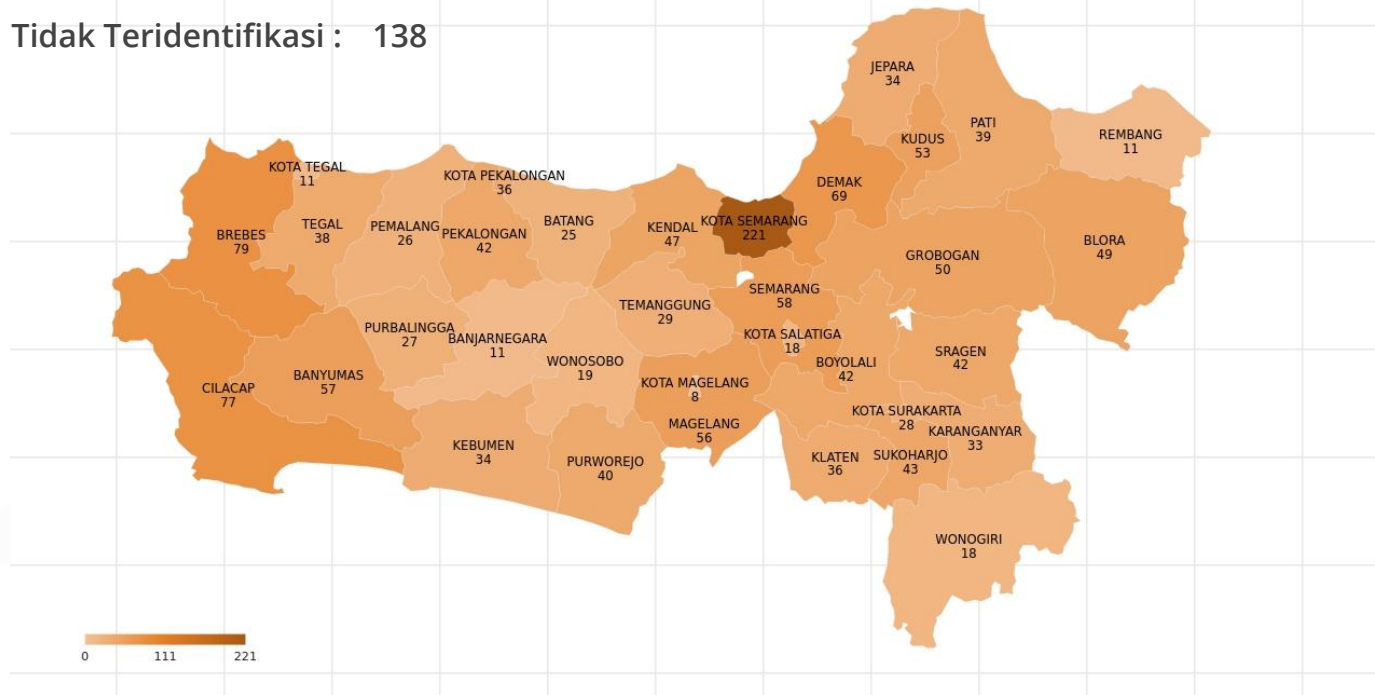 Tidak Teridentifikasi : 138
JEPARA
34
PATI
39
KUDUS
53
REMBANG
11
KOTA TEGAL
11
KOTA PEKALONGAN
36
DEMAK
69
BREBES
79
TEGAL
38
PEMALANG
26
PEKALONGAN
42
BATANG
25
KENDAL
47
KOTA SEMARANG
221
GROBOGAN
50
BLORA
49
SEMARANG
58
TEMANGGUNG
29
PURBALINGGA
27
BANJARNEGARA
11
KOTA SALATIGA
18
WONOSOBO
19
BOYOLALI
42
SRAGEN
42
CILACAP
77
BANYUMAS
57
KOTA MAGELANG
8
MAGELANG
56
KOTA SURAKARTA
28
KARANGANYAR
33
KEBUMEN
34
PURWOREJO
40
KLATEN
36
SUKOHARJO
43
WONOGIRI
18
0 111 221